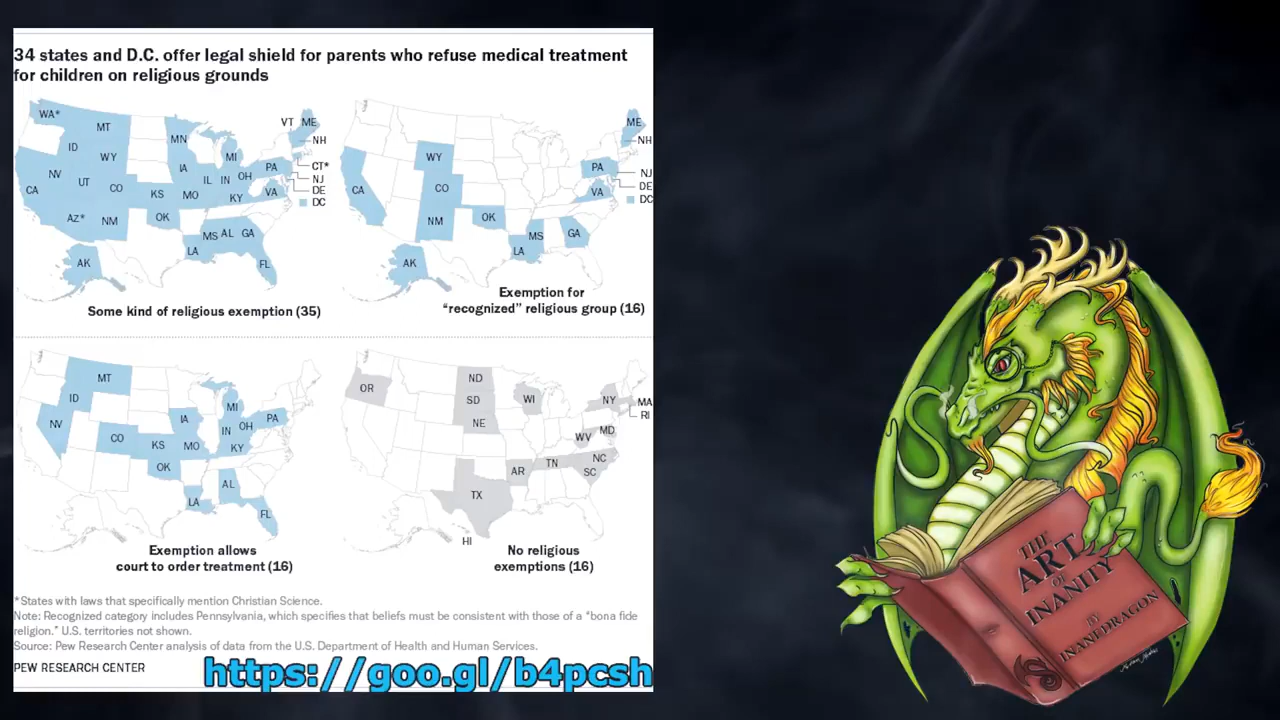 34 states and D.C. offer legal shield for parents who refuse medical treatment
for children on religious grounds
WA*
MT
ID
WY
NV
UT
CO
CA
AZ*
NM
AK
MN
IA
KS
MO
OK
IL
IN
MI
OH
KY
PA
VA
MS
AL
GA
LA
FL
VT
ME
NH
CT*
NJ
DE
DC
Some kind of religious exemption (35)
ME
NH
WY
PA
NJ
CA
CO
VA
DE
DC
NM
OK
MS
GA
LA
AK
Exemption for
“recognized” religious group (16)
MT
ID
NV
CO
KS
IA
MO
OK
MI
IN
OH
KY
PA
AL
LA
FL
Exemption allows
court to order treatment (16)
OR
ND
SD
NE
WI
NY
MA
RI
WV
MD
NC
SC
TN
AR
TX
HI
No religious
exemptions (16)
*States with laws that specifically mention Christian Science.
Note: Recognized category includes Pennsylvania, which specifies that beliefs must be consistent with those of a “bona fide
religion.” U.S. territories not shown.
Source: Pew Research Center analysis of data from the U.S. Department of Health and Human Services.
PEW RESEARCH CENTER
https://goo.gl/b4pcsh
THE
ART
OF
INANITY
BY
INANEDRAGON